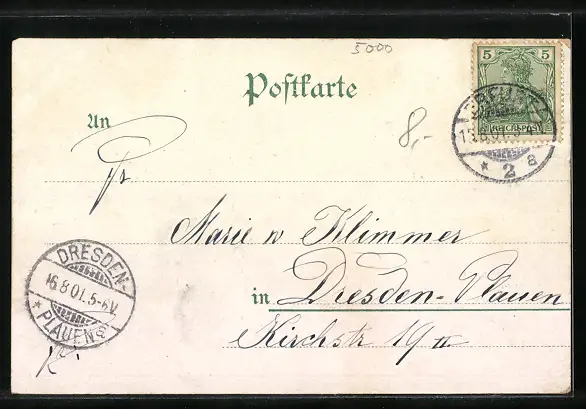 5000
5
REICHSPOST
Postkarte
An
8,-
2 a
Fr.
Marie v Klimmer
in Dresden-Plauen
Kirchstr 19 II.
DRESDEN-
16.8.01.5-6V.
* PLAUEN *